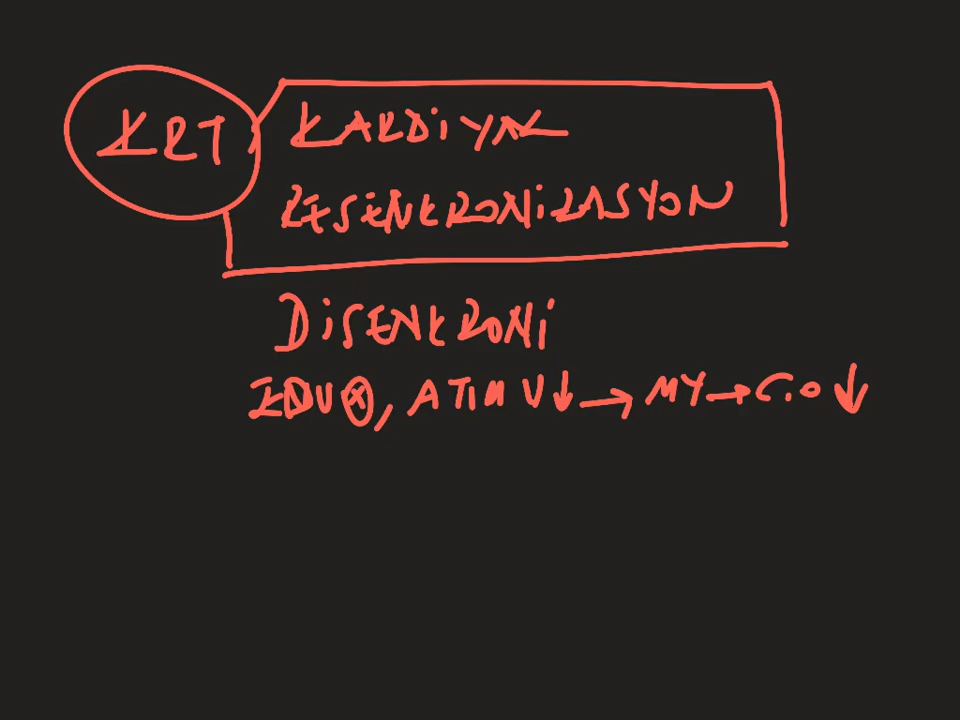 KRT
KARDİYAK
RESENKRONİZASYON
DİSENKRONİ
EDV ⊗, ATIM V ↓ → MY → C.O ↓